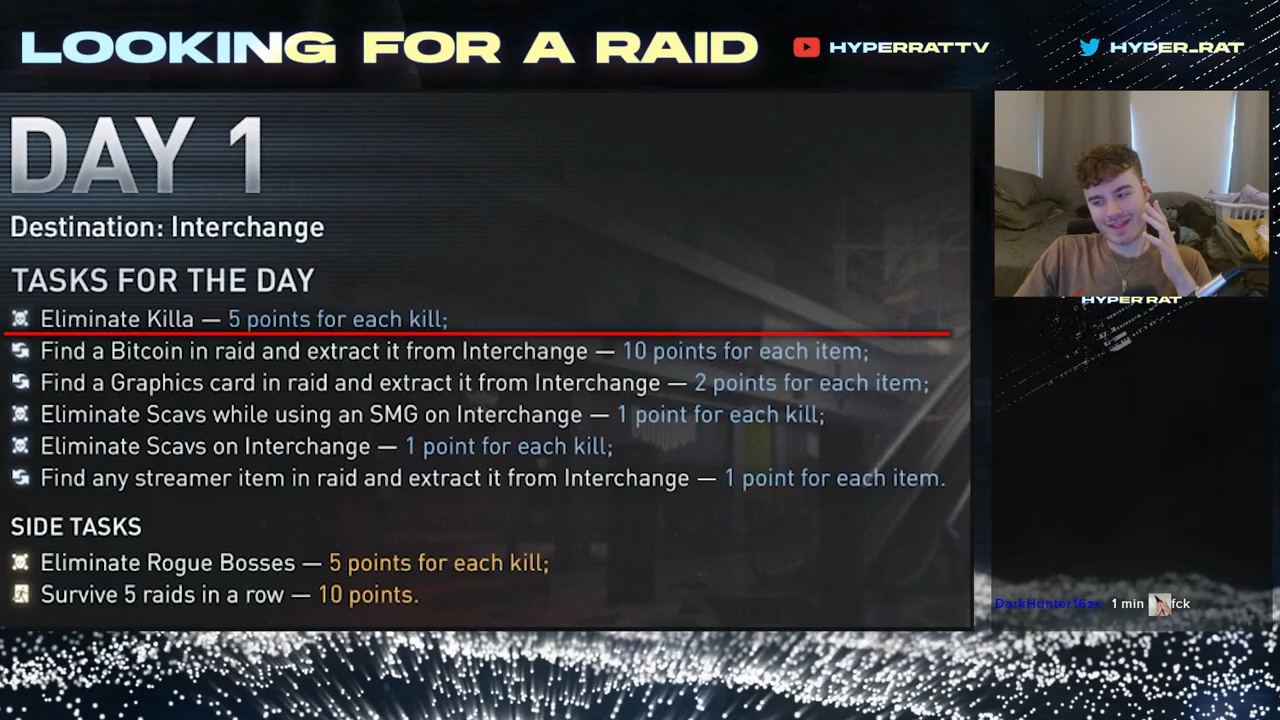 LOOKING FOR A RAID
HYPERRATTV
HYPER_RAT
DAY 1
Destination: Interchange
TASKS FOR THE DAY
Eliminate Killa — 5 points for each kill;
Find a Bitcoin in raid and extract it from Interchange — 10 points for each item;
Find a Graphics card in raid and extract it from Interchange — 2 points for each item;
Eliminate Scavs while using an SMG on Interchange — 1 point for each kill;
Eliminate Scavs on Interchange — 1 point for each kill;
Find any streamer item in raid and extract it from Interchange — 1 point for each item.
SIDE TASKS
Eliminate Rogue Bosses — 5 points for each kill;
Survive 5 raids in a row — 10 points.
HYPER RAT
DarkHunter16zx 1 min fck